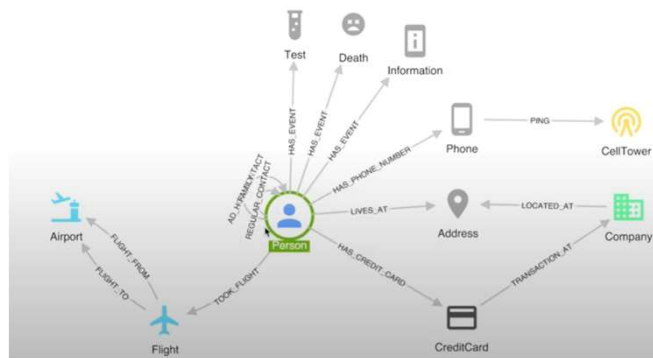 Test
Death
Information
HAS_EVENT
HAS_EVENT
HAS_EVENT
Phone
PING
CellTower
HAS_PHONE_NUMBER
REGULAR_CONTACT
Person
LIVES_AT
Address
LOCATED_AT
Company
Airport
FLIGHT_FROM
FLIGHT_TO
TOOK_FLIGHT
HAS_CREDIT_CARD
TRANSACTION_AT
Flight
CreditCard